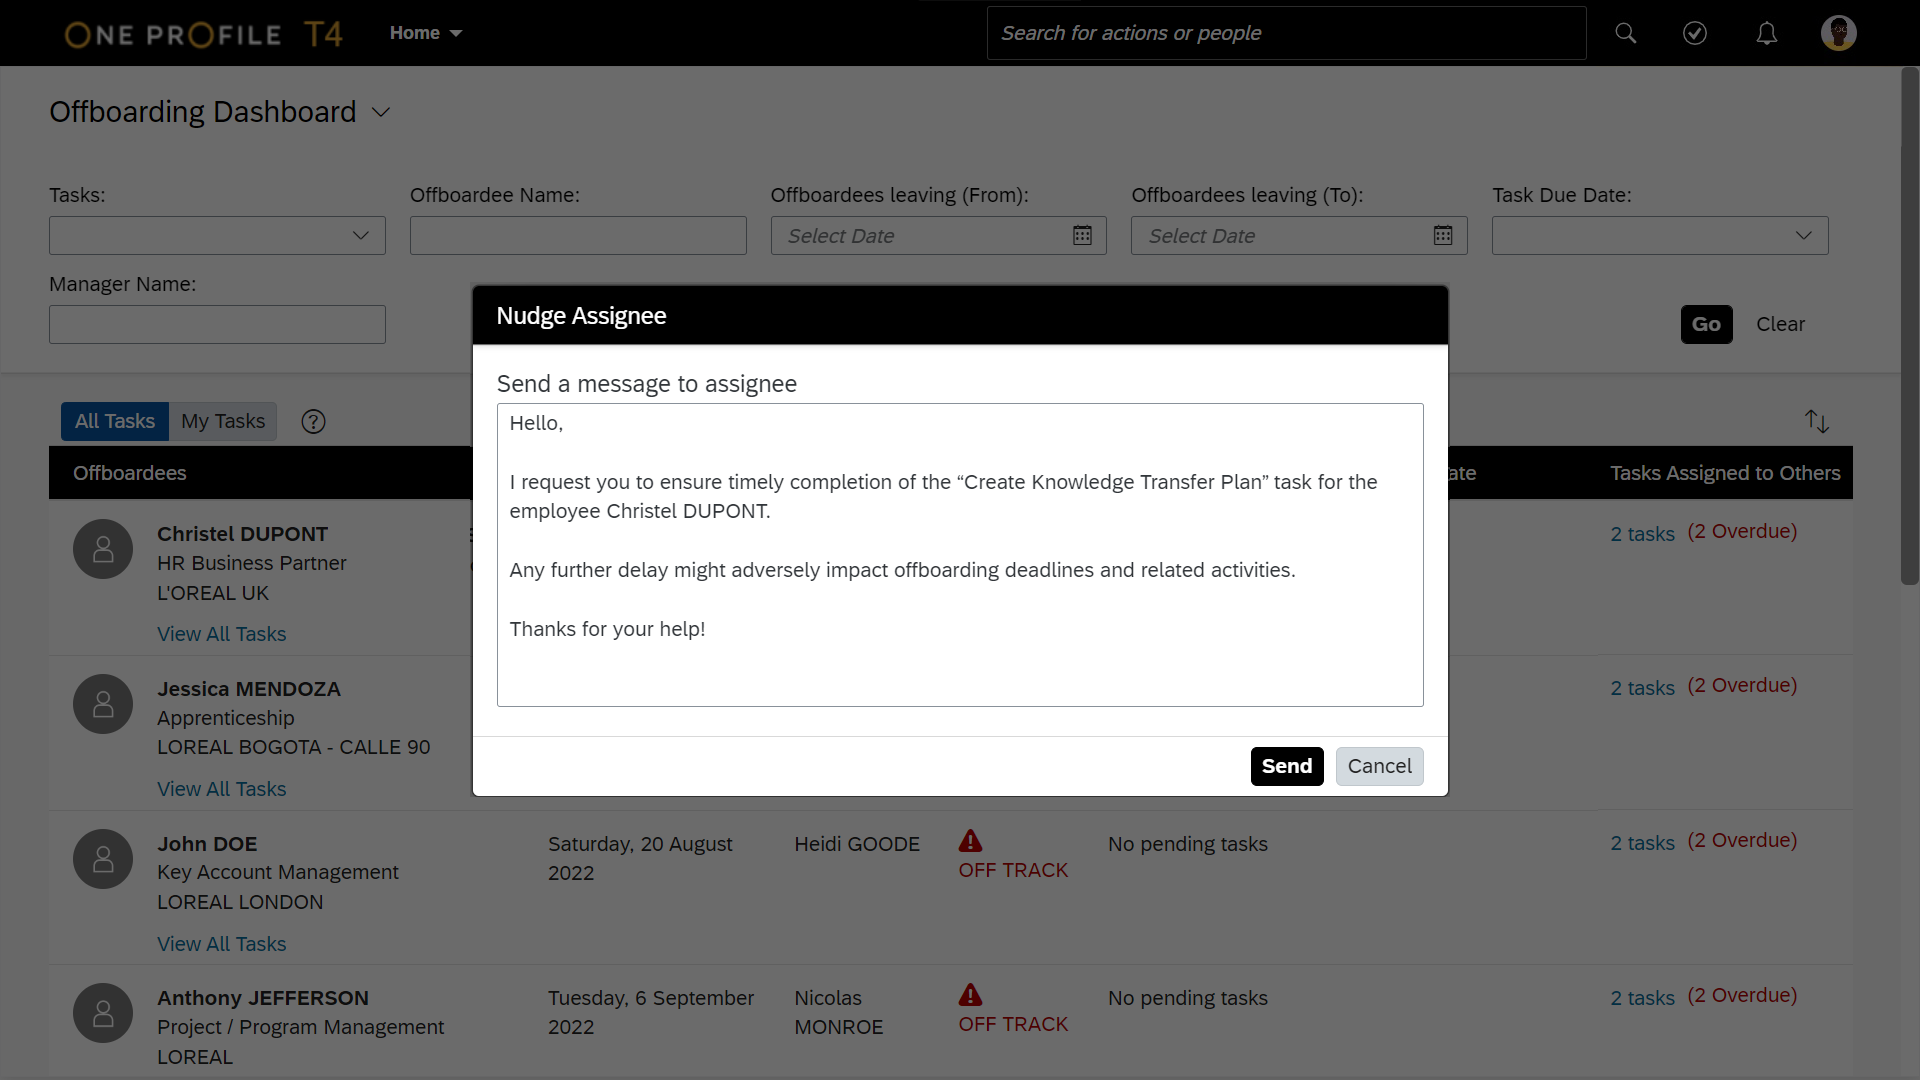 ONE PROFILE T4
Home
Search for actions or people
Offboarding Dashboard
Tasks:
Offboardee Name:
Offboardees leaving (From):
Offboardees leaving (To):
Task Due Date:
Select Date
Select Date
Manager Name:
Go
Clear
Nudge Assignee
Send a message to assignee
Hello,
I request you to ensure timely completion of the “Create Knowledge Transfer Plan” task for the
employee Christel DUPONT.
Any further delay might adversely impact offboarding deadlines and related activities.
Thanks for your help!
Send
Cancel
All Tasks
My Tasks
Offboardees
Tasks Assigned to Others
Christel DUPONT
HR Business Partner
L'OREAL UK
View All Tasks
2 tasks (2 Overdue)
Jessica MENDOZA
Apprenticeship
LOREAL BOGOTA - CALLE 90
View All Tasks
2 tasks (2 Overdue)
John DOE
Key Account Management
LOREAL LONDON
View All Tasks
Saturday, 20 August
2022
Heidi GOODE
OFF TRACK
No pending tasks
2 tasks (2 Overdue)
Anthony JEFFERSON
Project / Program Management
LOREAL
Tuesday, 6 September
2022
Nicolas
MONROE
OFF TRACK
No pending tasks
2 tasks (2 Overdue)